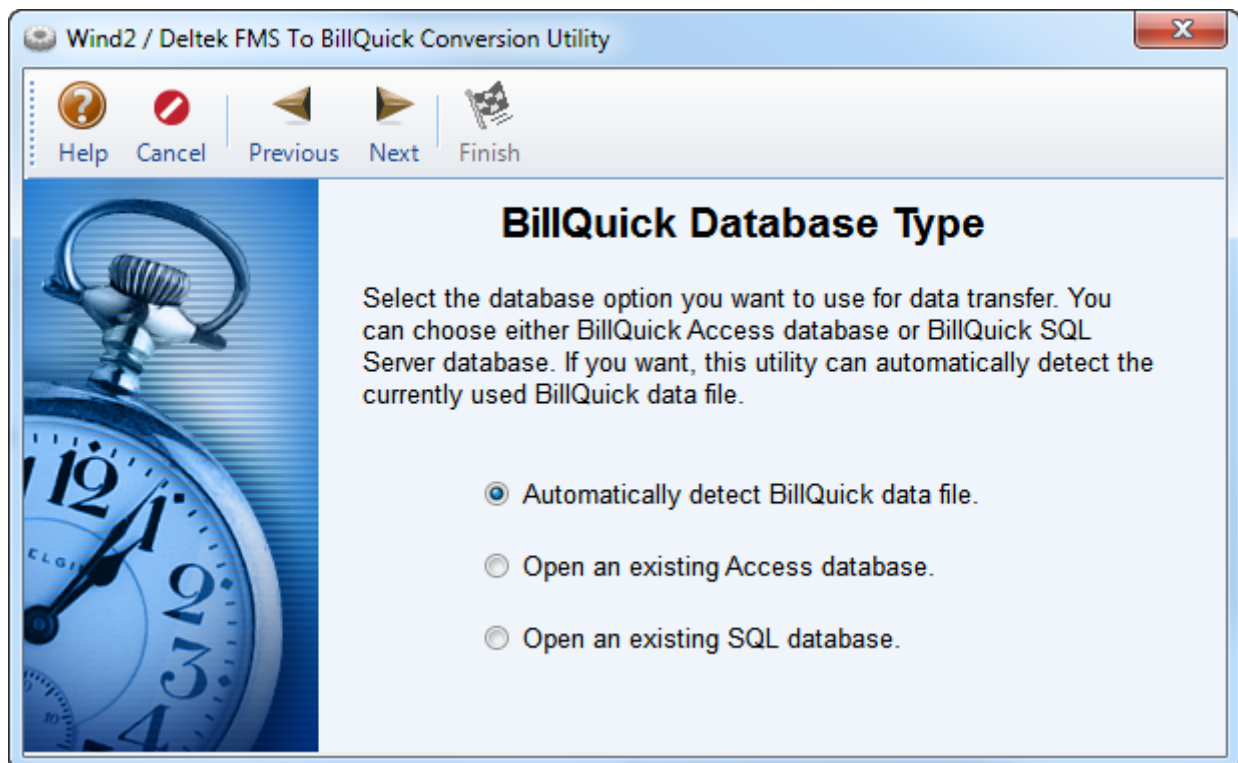 Wind2 / Deltek FMS To BillQuick Conversion Utility
Help Cancel Previous Next Finish
BillQuick Database Type
Select the database option you want to use for data transfer. You
can choose either BillQuick Access database or BillQuick SQL
Server database. If you want, this utility can automatically detect the
currently used BillQuick data file.
Automatically detect BillQuick data file.
Open an existing Access database.
Open an existing SQL database.
12
1
ELGIN
2
3
4
10